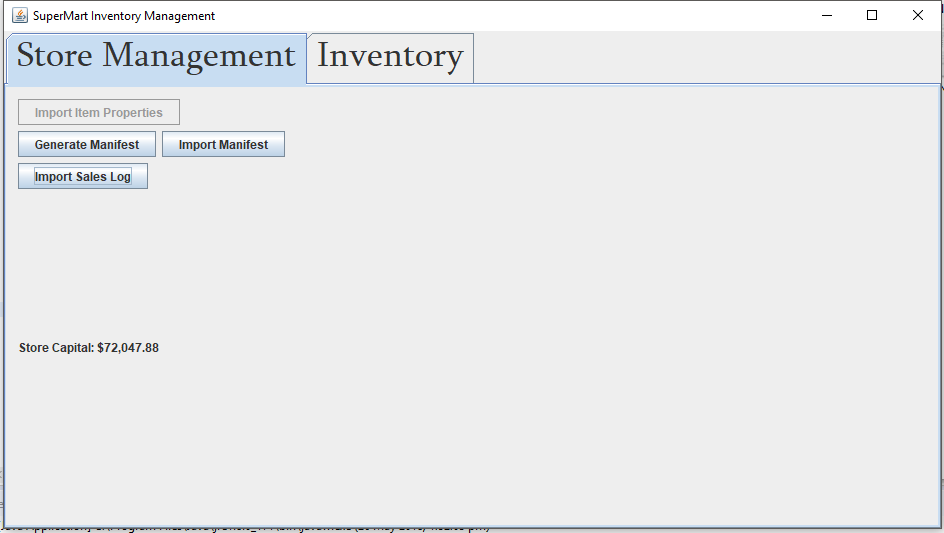 SuperMart Inventory Management
Store Management Inventory
Import Item Properties
Generate Manifest Import Manifest
Import Sales Log
Store Capital: $72,047.88